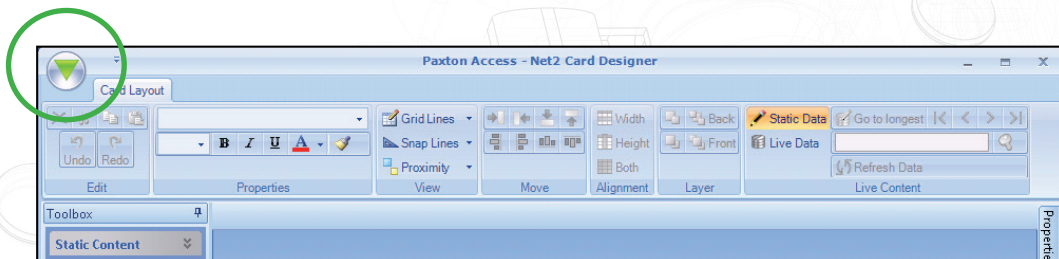 Paxton Access - Net2 Card Designer
Card Layout
Grid Lines
Width
Back
Static Data
Go to longest
B I U A
Snap Lines
Height
Front
Live Data
Undo Redo
Proximity
Both
Refresh Data
Edit
Properties
View
Move
Alignment
Layer
Live Content
Toolbox
Static Content